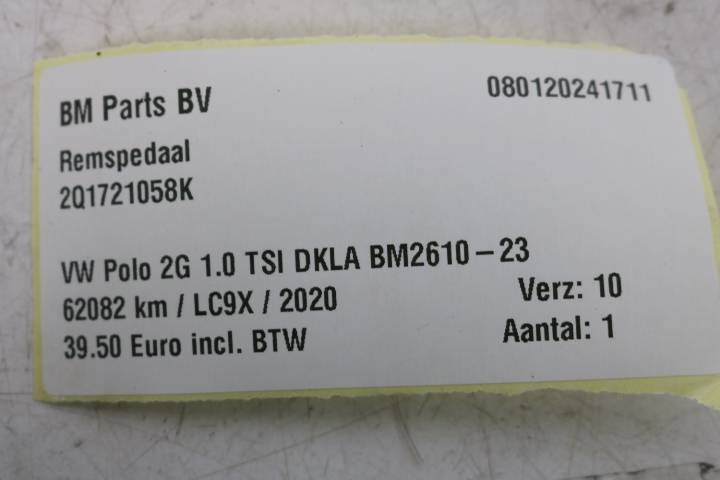 BM Parts BV 080120241711
Remspedaal
2Q1721058K
VW Polo 2G 1.0 TSI DKLA BM2610-23
62082 km / LC9X / 2020 Verz: 10
39.50 Euro incl. BTW Aantal: 1